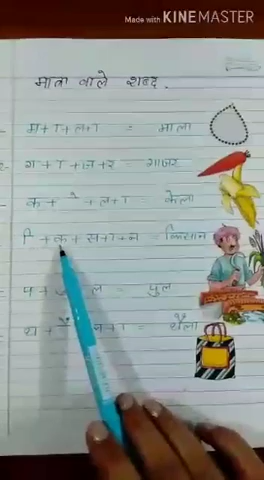 Made with KINEMASTER
मात्रा वाले शब्द.
म+ा+ल+ा = माला
ग+ा+ज+र = गाजर
क+े+ल+ा = केला
ि+क+स+ा+न = किसान
प+ ल = पुल
थ+ै ल+ा = थैला